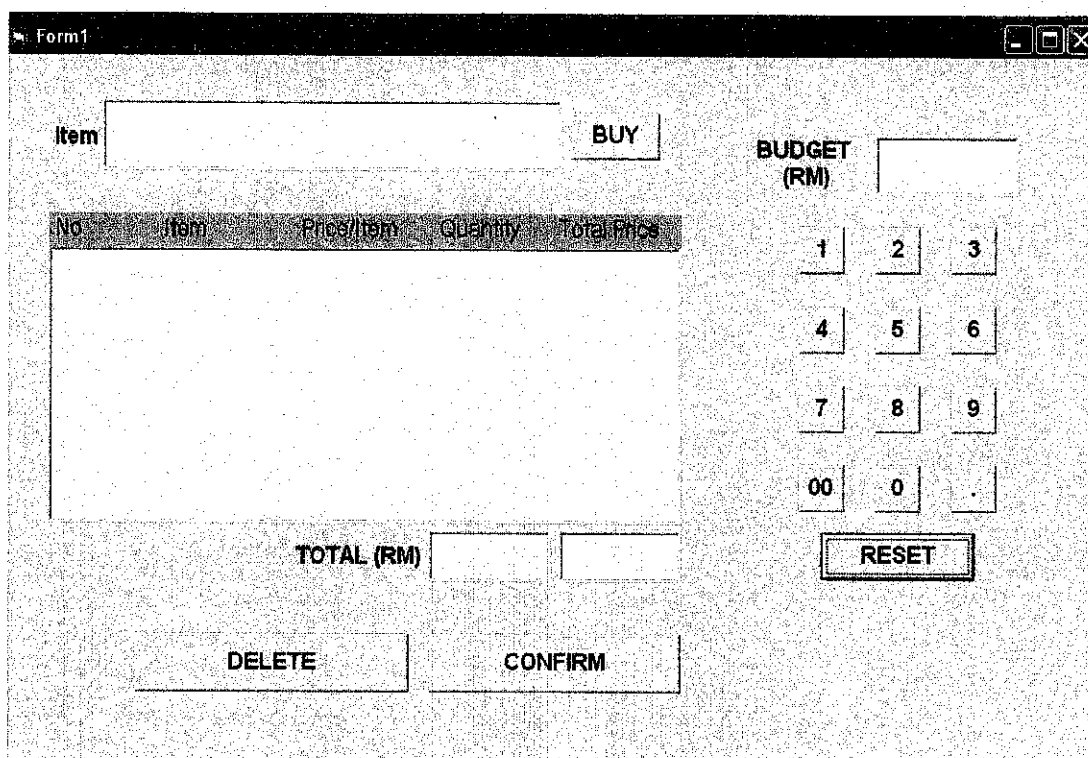 Form1
Item
BUY
BUDGET
(RM)
No Item Price/Item Quantity Total Price
1 2 3
4 5 6
7 8 9
00 0 .
TOTAL (RM)
RESET
DELETE CONFIRM